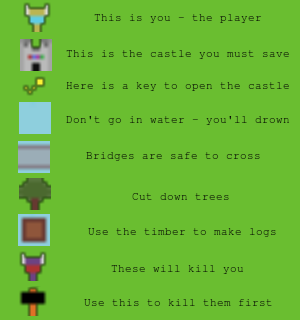 This is you - the player
This is the castle you must save
Here is a key to open the castle
Don't go in water - you'll drown
Bridges are safe to cross
Cut down trees
Use the timber to make logs
These will kill you
Use this to kill them first